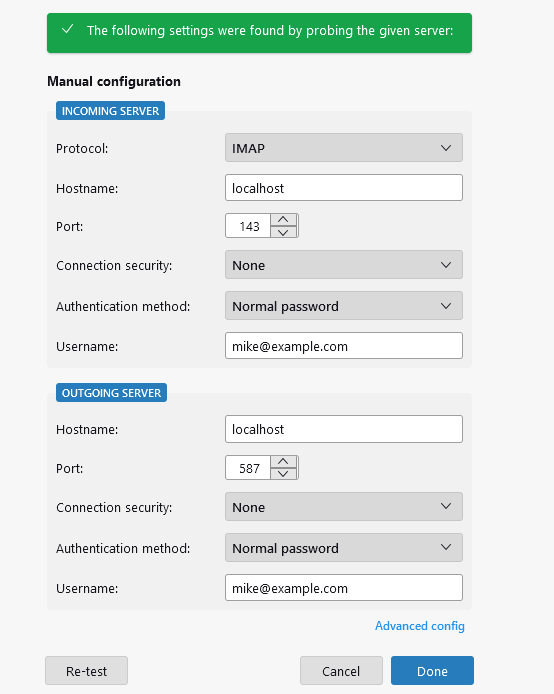 The following settings were found by probing the given server:
Manual configuration
INCOMING SERVER
Protocol: IMAP
Hostname: localhost
Port: 143
Connection security: None
Authentication method: Normal password
Username: mike@example.com
OUTGOING SERVER
Hostname: localhost
Port: 587
Connection security: None
Authentication method: Normal password
Username: mike@example.com
Advanced config
Re-test Cancel Done